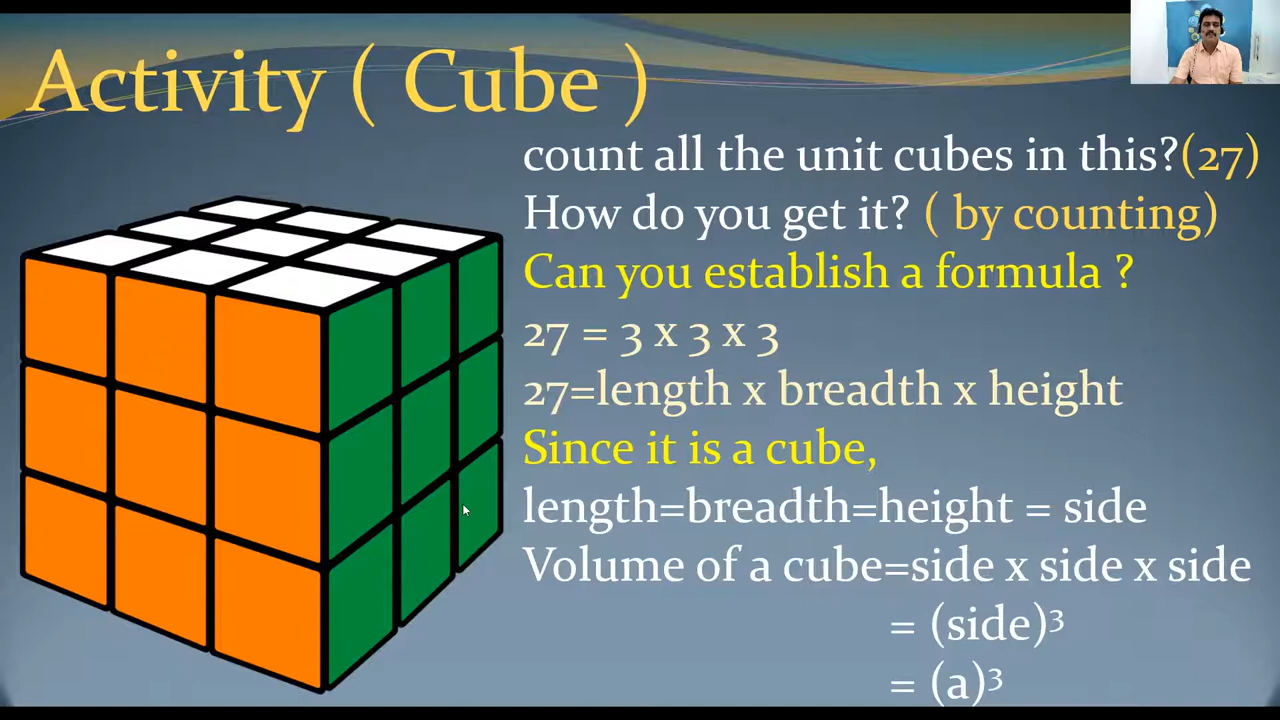 Activity ( Cube )
count all the unit cubes in this?(27)
How do you get it? ( by counting)
Can you establish a formula ?
27 = 3 x 3 x 3
27=length x breadth x height
Since it is a cube,
length=breadth=height = side
Volume of a cube=side x side x side
= (side)³
= (a)³